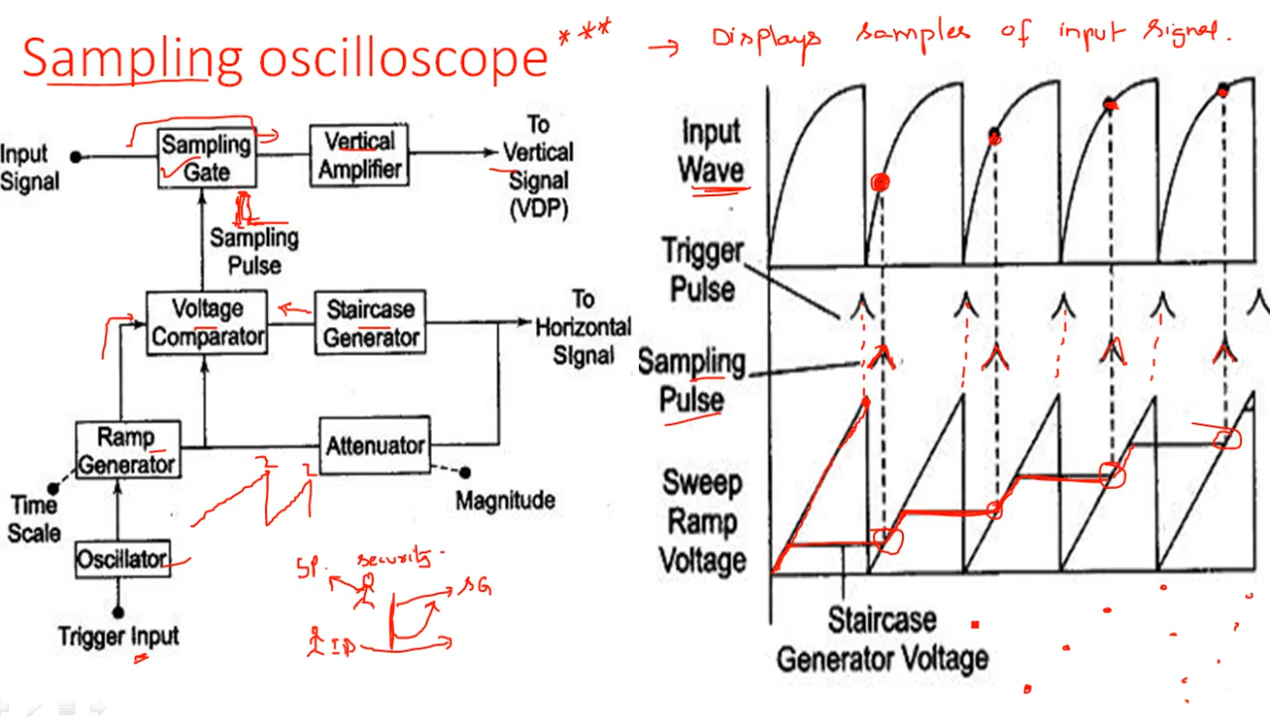 Sampling oscilloscope ***
→ Displays samples of input signal.
Input
Signal
Sampling
Gate
Vertical
Amplifier
To
Vertical
Signal
(VDP)
Sampling
Pulse
Voltage
Comparator
Staircase
Generator
To
Horizontal
SIgnal
Ramp
Generator
Attenuator
Time
Scale
Magnitude
Oscillator
Trigger Input
SP.
security.
SG
IP
Input
Wave
Trigger
Pulse
Sampling
Pulse
Sweep
Ramp
Voltage
Staircase
Generator Voltage